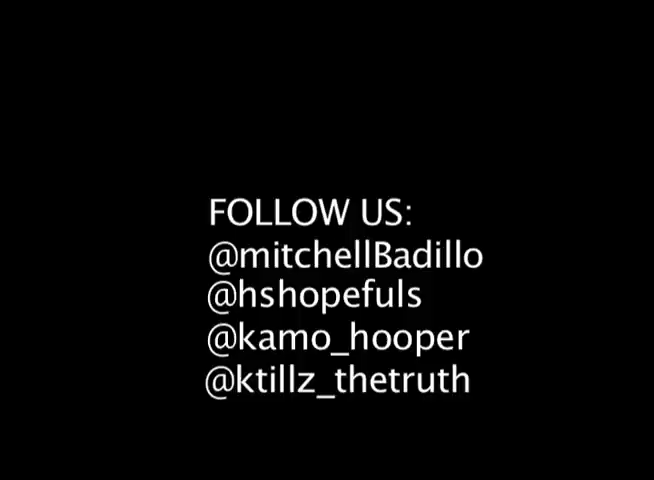 FOLLOW US:
@mitchellBadillo
@hshopefuls
@kamo_hooper
@ktillz_thetruth